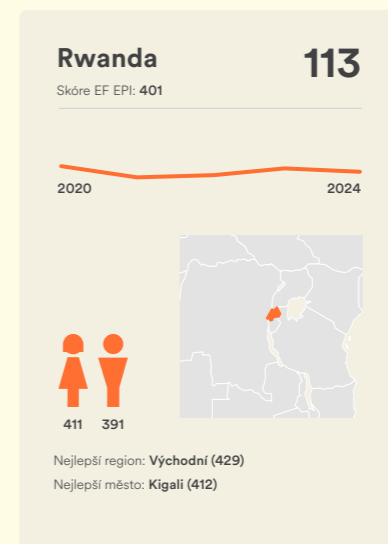 Rwanda 113
Skóre EF EPI: 401
2020 2024
411 391
Nejlepší region: Východní (429)
Nejlepší město: Kigali (412)